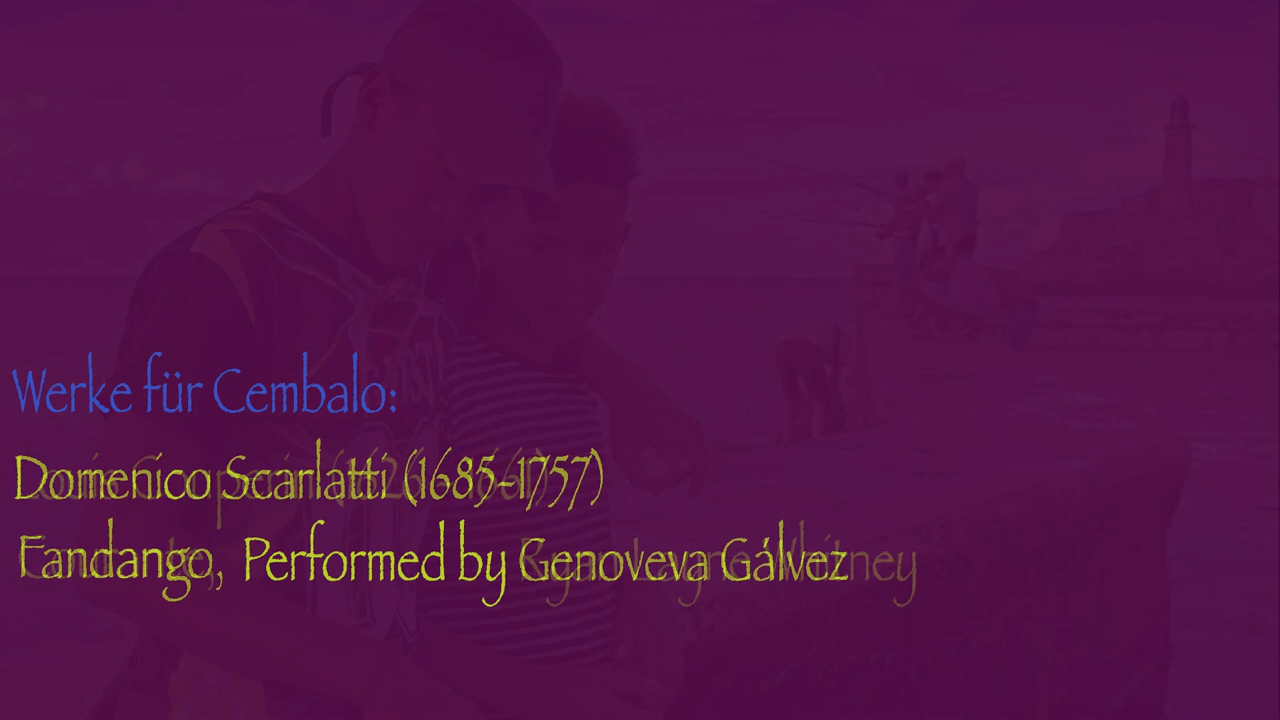 Werke für Cembalo:
Domenico Scarlatti (1685-1757)
Fandango, Performed by Genoveva Gálvez